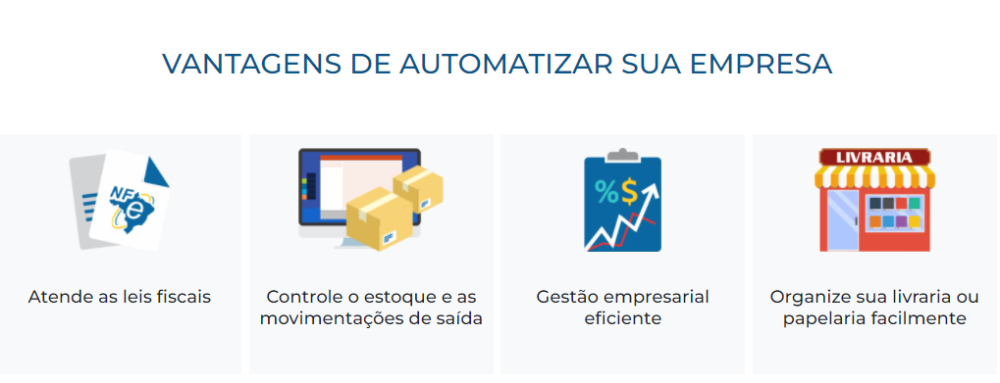 VANTAGENS DE AUTOMATIZAR SUA EMPRESA
NF
e
% $
LIVRARIA
Atende as leis fiscais
Controle o estoque e as
movimentações de saída
Gestão empresarial
eficiente
Organize sua livraria ou
papelaria facilmente